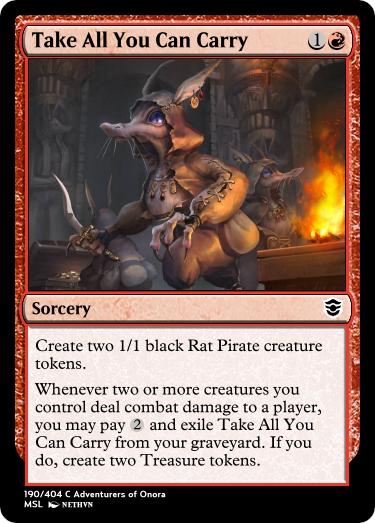 Take All You Can Carry 1
Sorcery
Create two 1/1 black Rat Pirate creature
tokens.
Whenever two or more creatures you
control deal combat damage to a player,
you may pay 2 and exile Take All You
Can Carry from your graveyard. If you
do, create two Treasure tokens.
190/404 C Adventurers of Onora
MSL NETHVN